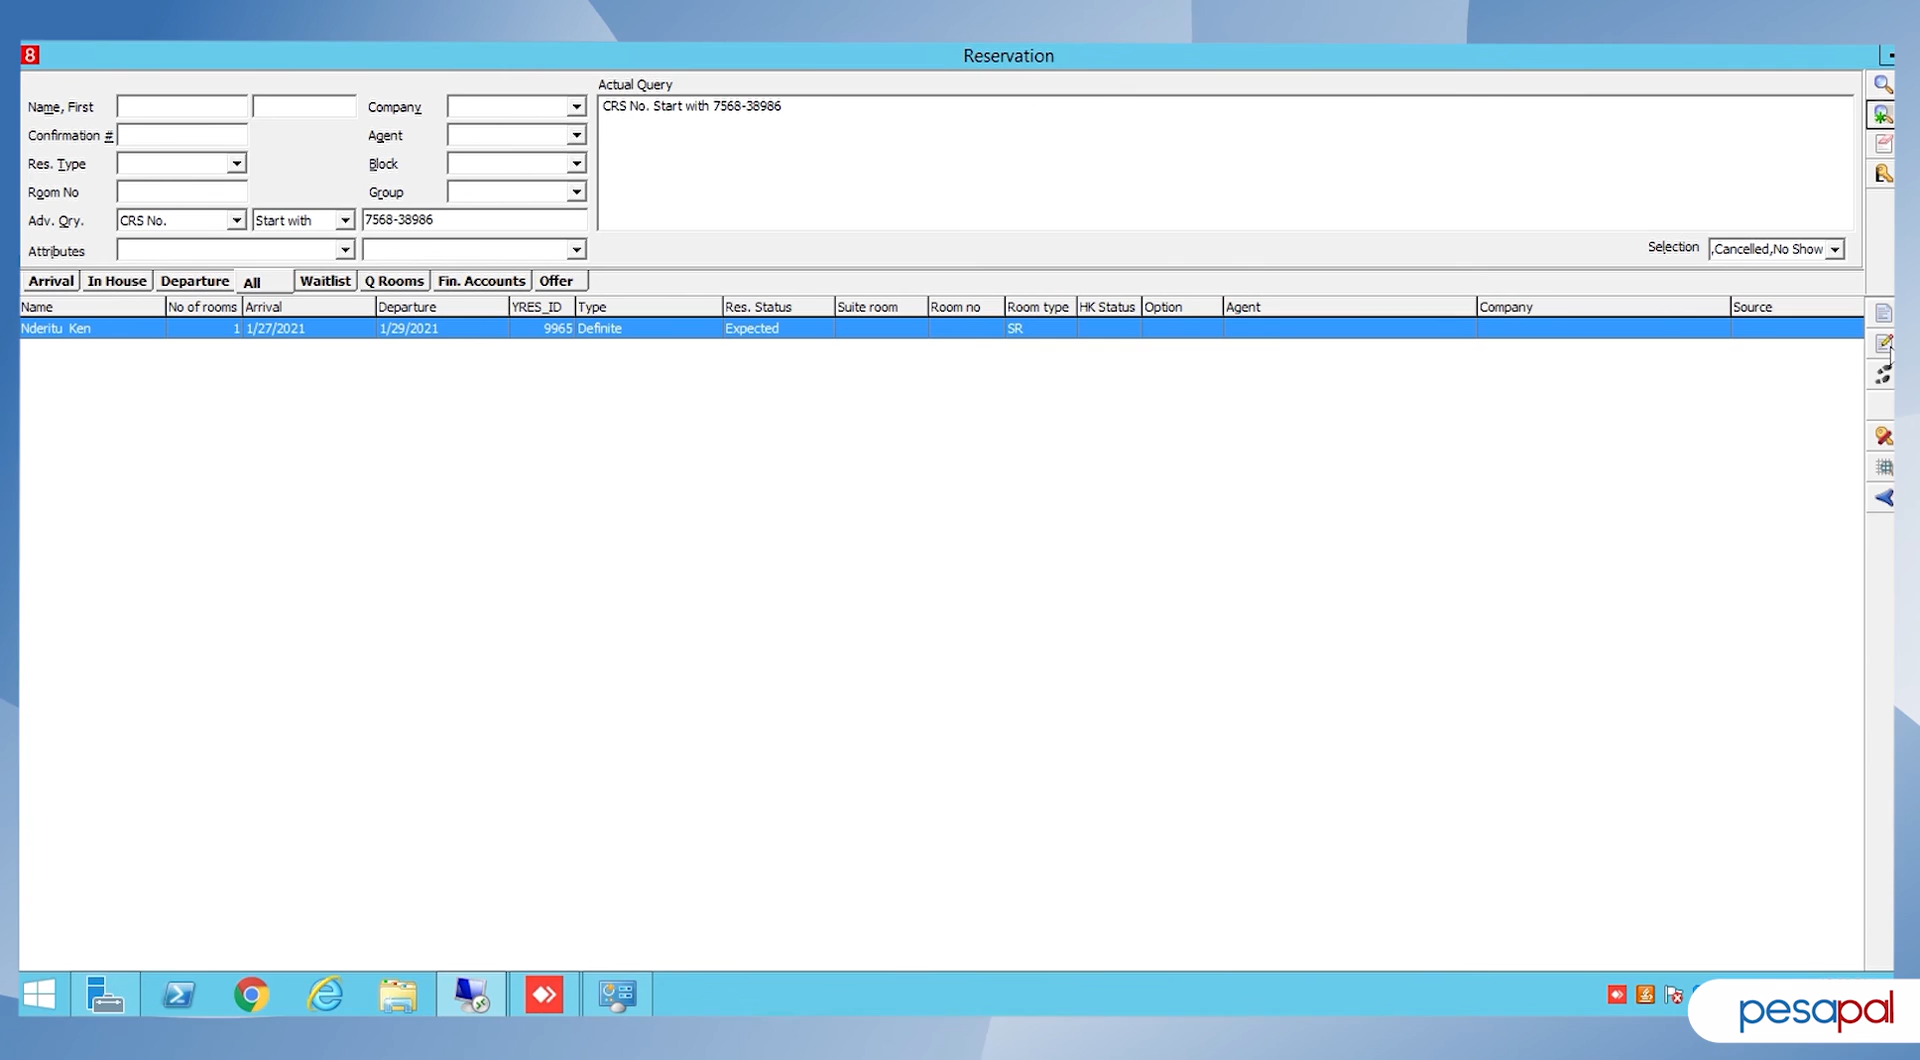 8 Reservation
Actual Query
Name, First Company CRS No. Start with 7568-38986
Confirmation # Agent
Res. Type Block
Room No Group
Adv. Qry. CRS No. Start with 7568-38986
Attributes Selection ,Cancelled,No Show
Arrival In House Departure All Waitlist Q Rooms Fin. Accounts Offer
Name No of rooms Arrival Departure YRES_ID Type Res. Status Suite room Room no Room type HK Status Option Agent Company Source
Nderitu Ken 1 1/27/2021 1/29/2021 9965 Definite Expected SR
pesapal